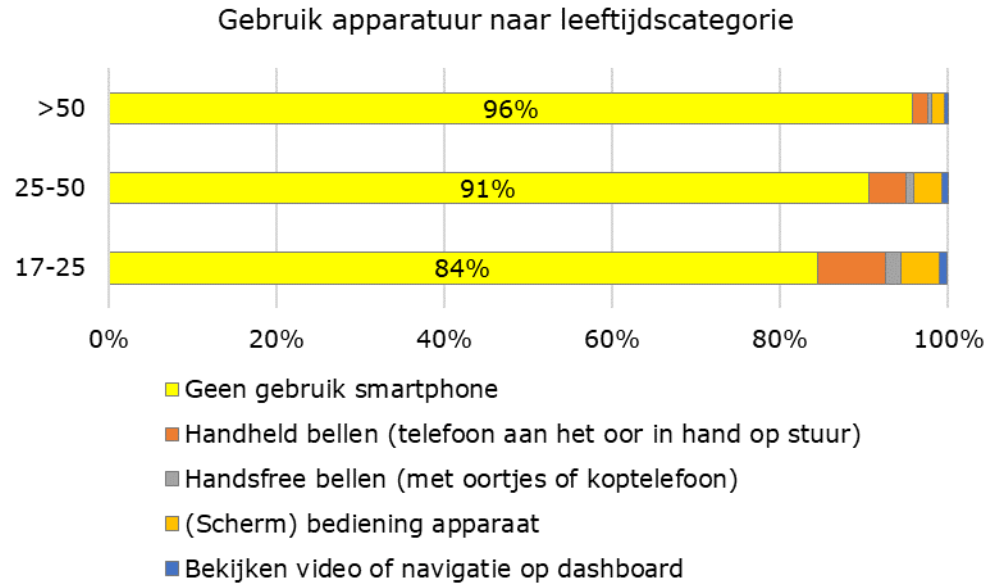 Gebruik apparatuur naar leeftijdscategorie
>50
96%
25-50
91%
17-25
84%
0% 20% 40% 60% 80% 100%
Geen gebruik smartphone
Handheld bellen (telefoon aan het oor in hand op stuur)
Handsfree bellen (met oortjes of koptelefoon)
(Scherm) bediening apparaat
Bekijken video of navigatie op dashboard